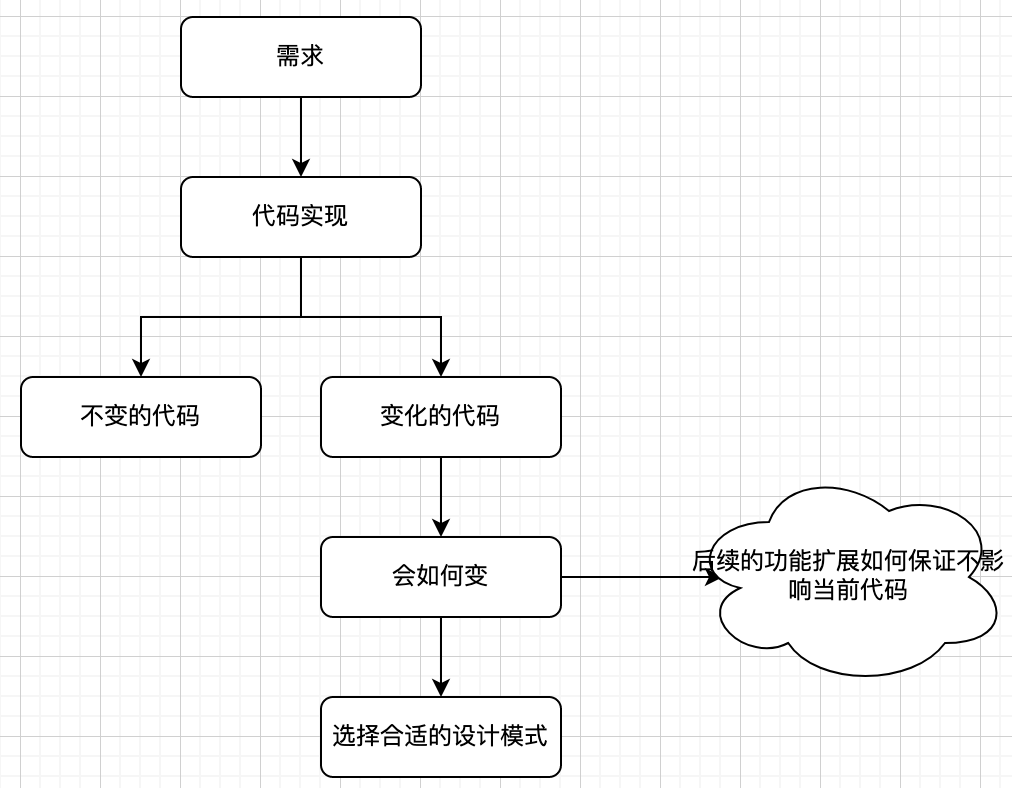 需求
代码实现
不变的代码
变化的代码
会如何变
后续的功能扩展如何保证不影
响当前代码
选择合适的设计模式